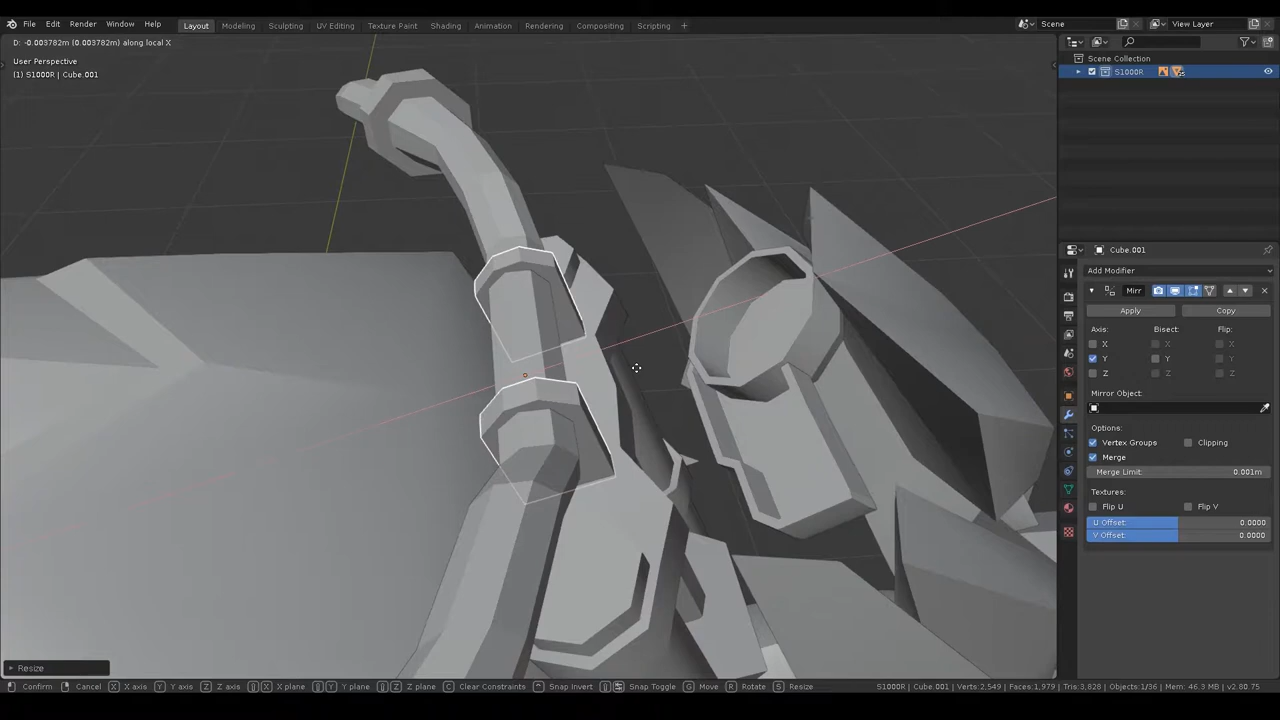 File Edit Render Window Help
Layout Modeling Sculpting UV Editing Texture Paint Shading Animation Rendering Compositing Scripting +
Scene
View Layer
D: -0.003782m (0.003782m) along local X
User Perspective
(1) S1000R | Cube.001
Scene Collection
S1000R
Cube.001
Add Modifier
Mirr
Apply Copy
Axis: Bisect: Flip:
X X X
Y Y Y
Z Z Z
Mirror Object:
Options:
Vertex Groups Clipping
Merge
Merge Limit: 0.001m
Textures:
Flip U Flip V
U Offset: 0.0000
V Offset: 0.0000
Resize
Confirm Cancel X X axis Y Y axis Z Z axis X X plane Y Y plane Z Z plane C Clear Constraints Snap Invert Snap Toggle G Move R Rotate S Resize
S1000R | Cube.001 | Verts:2,549 | Faces:1,979 | Tris:3,828 | Objects:1/36 | Mem: 46.3 MB | v2.80.75